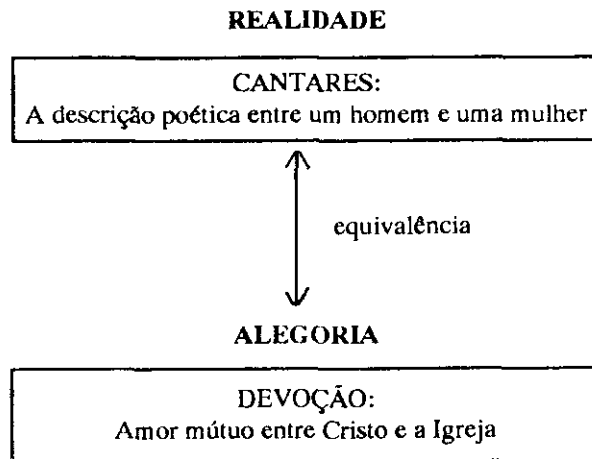 REALIDADE
CANTARES:
A descrição poética entre um homem e uma mulher
equivalência
ALEGORIA
DEVOÇÃO:
Amor mútuo entre Cristo e a Igreja